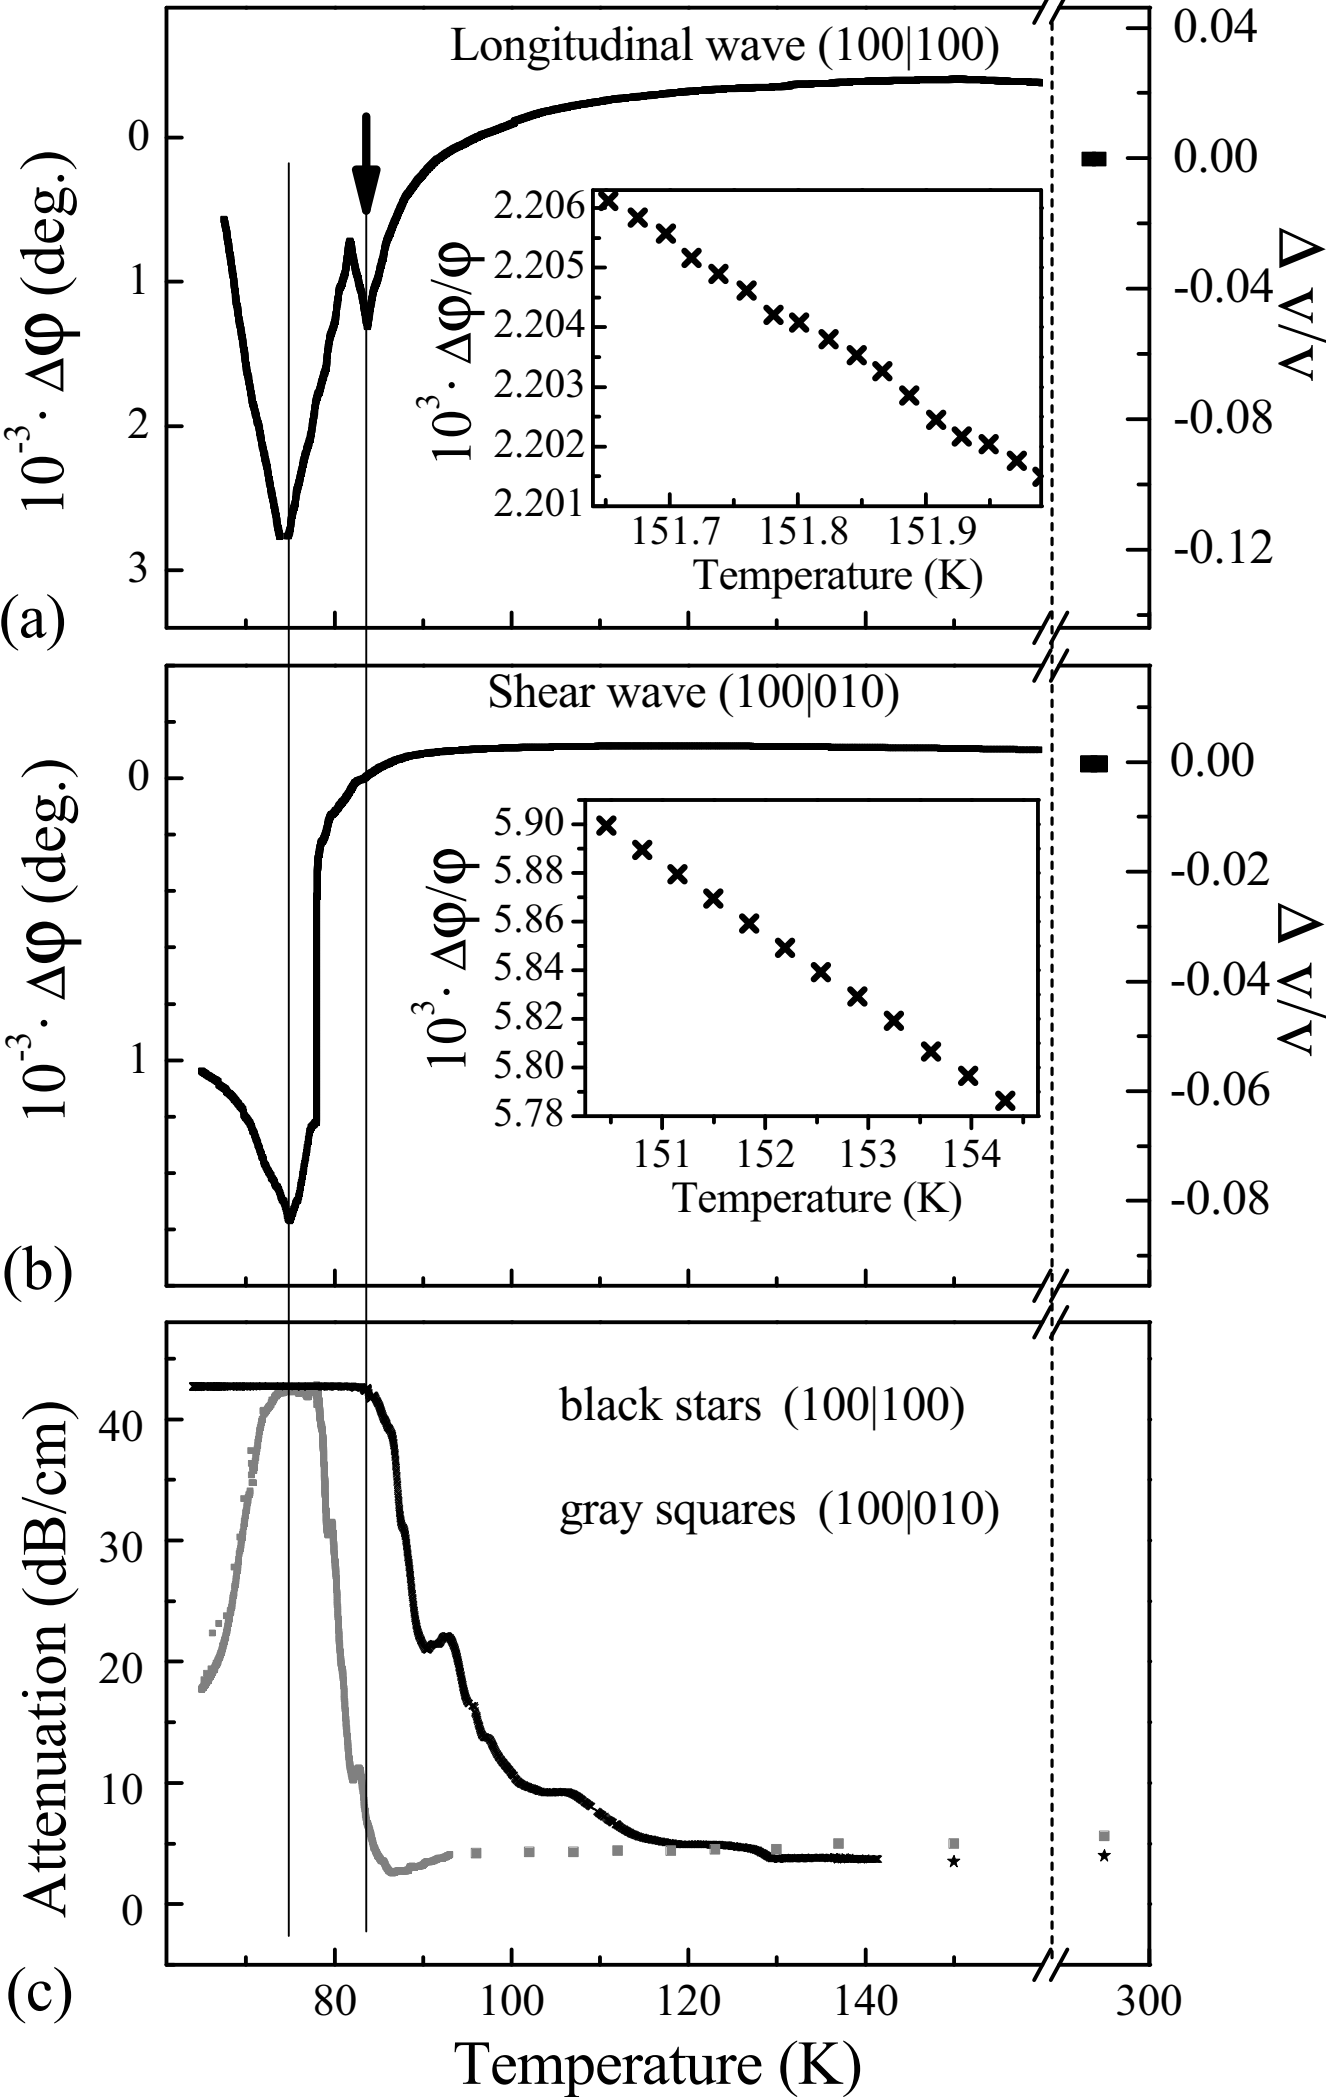 Longitudinal wave (100|100)
10⁻³· Δφ (deg.)
0
1
2
3
0.04
0.00
-0.04
-0.08
-0.12
Δ v/v
10³· Δφ/φ
2.206
2.205
2.204
2.203
2.202
2.201
151.7 151.8 151.9
Temperature (K)
(a)
Shear wave (100|010)
10⁻³· Δφ (deg.)
0
1
0.00
-0.02
-0.04
-0.06
-0.08
Δ v/v
10³· Δφ/φ
5.90
5.88
5.86
5.84
5.82
5.80
5.78
151 152 153 154
Temperature (K)
(b)
black stars (100|100)
gray squares (100|010)
Attenuation (dB/cm)
40
30
20
10
0
(c)
80 100 120 140 300
Temperature (K)